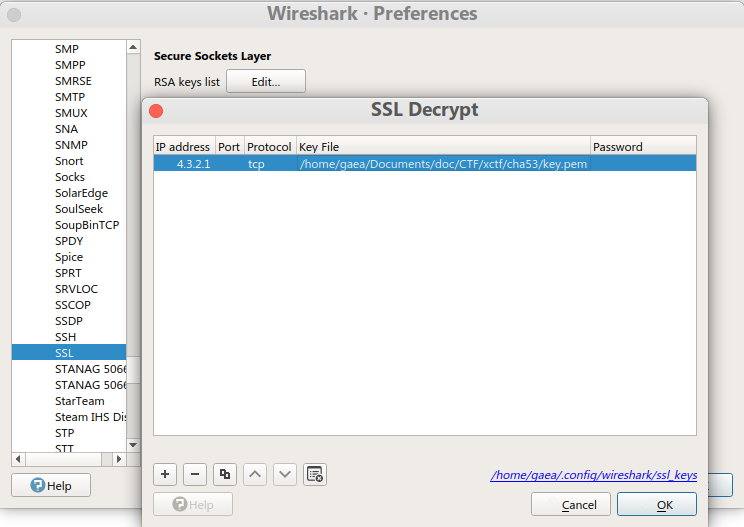 Wireshark · Preferences
SMP
SMPP
SMRSE
SMTP
SMUX
SNA
SNMP
Snort
Socks
SolarEdge
SoulSeek
SoupBinTCP
SPDY
Spice
SPRT
SRVLOC
SSCOP
SSDP
SSH
SSL
STANAG 506
STANAG 506
StarTeam
Steam IHS Di
STP
STT
Help
Secure Sockets Layer
RSA keys list Edit...
SSL Decrypt
IP address Port Protocol Key File Password
4.3.2.1 tcp /home/gaea/Documents/doc/CTF/xctf/cha53/key.pem
/home/gaea/.config/wireshark/ssl_keys
Help Cancel OK